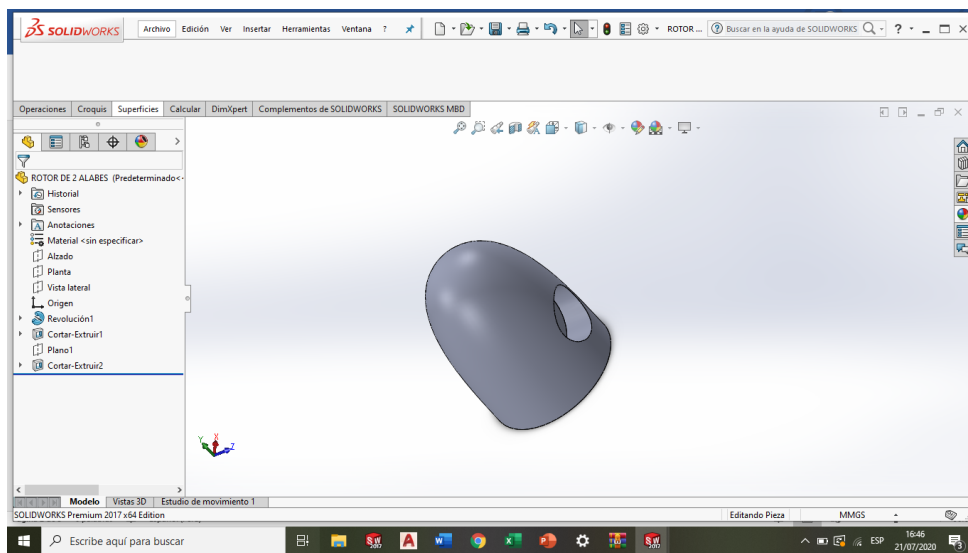 SOLIDWORKS Archivo Edición Ver Insertar Herramientas Ventana ? ROTOR ... Buscar en la ayuda de SOLIDWORKS ?
Operaciones Croquis Superficies Calcular DimXpert Complementos de SOLIDWORKS SOLIDWORKS MBD
ROTOR DE 2 ALABES (Predeterminado<
Historial
Sensores
Anotaciones
Material <sin especificar>
Alzado
Planta
Vista lateral
Origen
Revolución1
Cortar-Extruir1
Plano1
Cortar-Extruir2
Y X Z
Modelo Vistas 3D Estudio de movimiento 1
SOLIDWORKS Premium 2017 x64 Edition Editando Pieza MMGS -
Escribe aquí para buscar ESP 16:46
21/07/2020